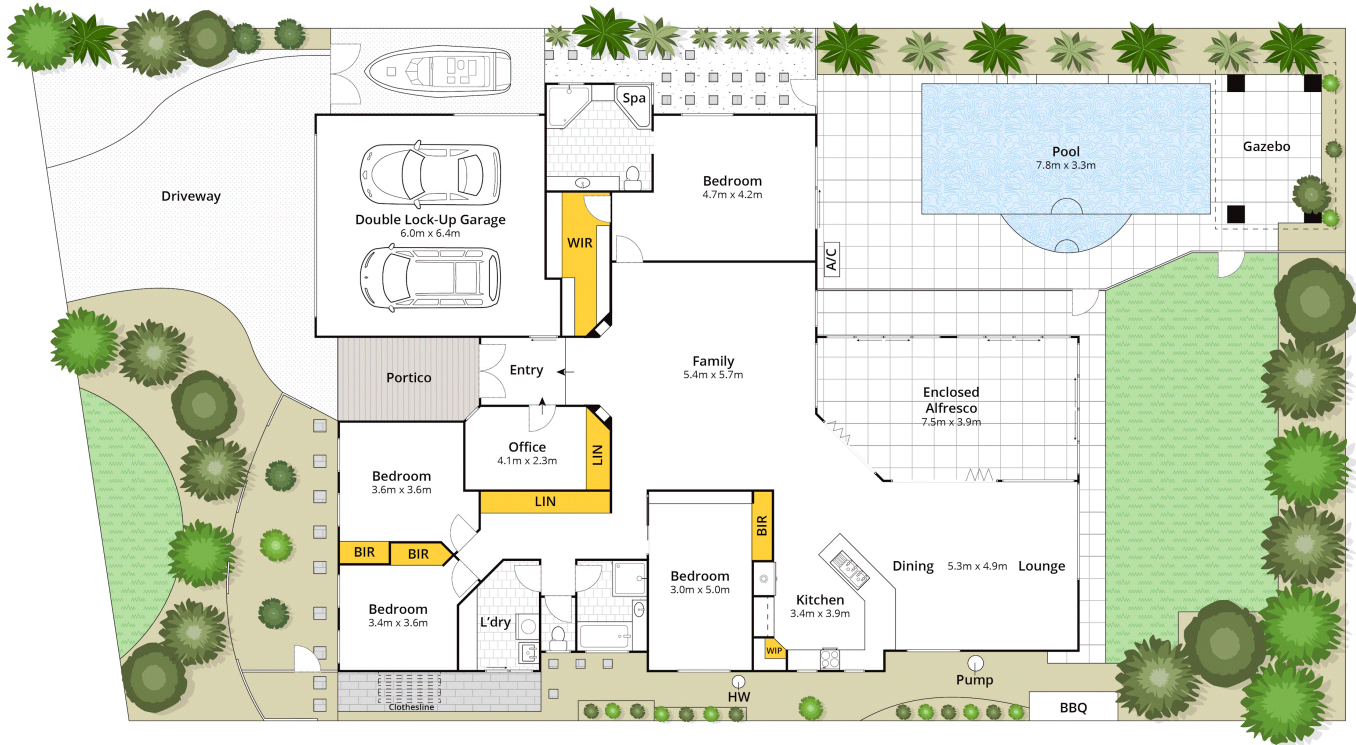 Spa
Pool
7.8m x 3.3m
Gazebo
Bedroom
4.7m x 4.2m
Driveway
Double Lock-Up Garage
6.0m x 6.4m
WIR
A/C
Family
5.4m x 5.7m
Entry
Portico
Enclosed
Alfresco
7.5m x 3.9m
Office
4.1m x 2.3m
LIN
Bedroom
3.6m x 3.6m
LIN
BIR
BIR
BIR
Bedroom
3.0m x 5.0m
Dining
5.3m x 4.9m
Lounge
Kitchen
3.4m x 3.9m
Bedroom
3.4m x 3.6m
L'dry
WIP
Pump
HW
Clothesline
BBQ